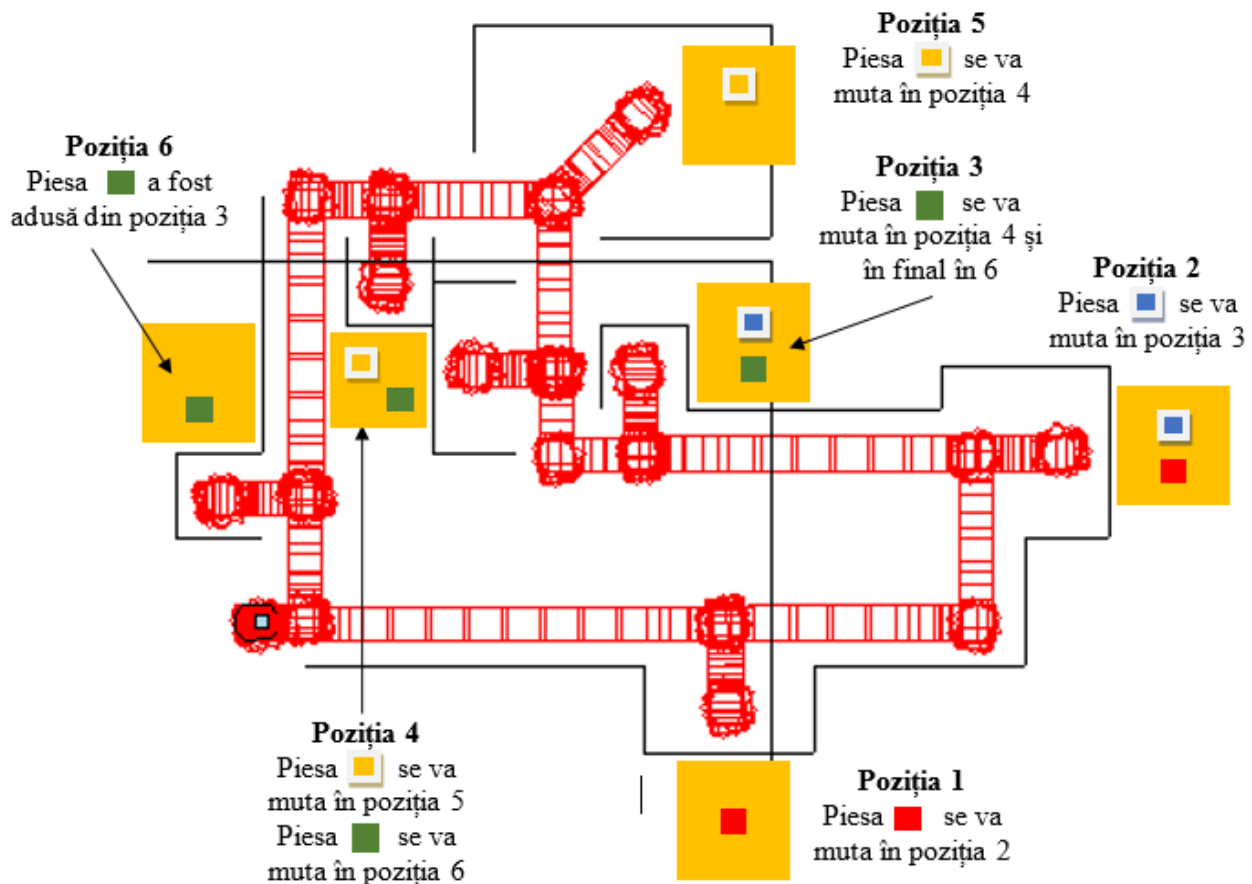 Poziția 5
Piesa se va
muta în poziția 4
Poziția 6
Piesa a fost
adusă din poziția 3
Poziția 3
Piesa se va
muta în poziția 4 și
în final în 6
Poziția 2
Piesa se va
muta în poziția 3
Poziția 4
Piesa se va
muta în poziția 5
Piesa se va
muta în poziția 6
Poziția 1
Piesa se va
muta în poziția 2